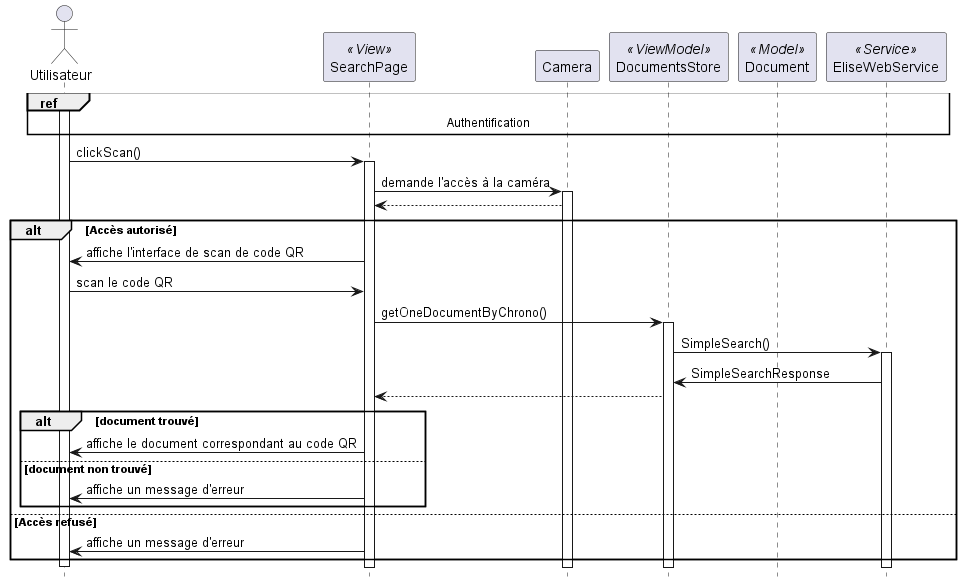 Utilisateur
« View»
SearchPage
Camera
« ViewModel»
DocumentsStore
« Model»
Document
« Service»
EliseWebService
ref
Authentification
clickScan()
demande l'accès à la caméra
alt [Accès autorisé]
affiche l'interface de scan de code QR
scan le code QR
getOneDocumentByChrono()
SimpleSearch()
SimpleSearchResponse
alt [document trouvé]
affiche le document correspondant au code QR
[document non trouvé]
affiche un message d'erreur
[Accès refusé]
affiche un message d'erreur